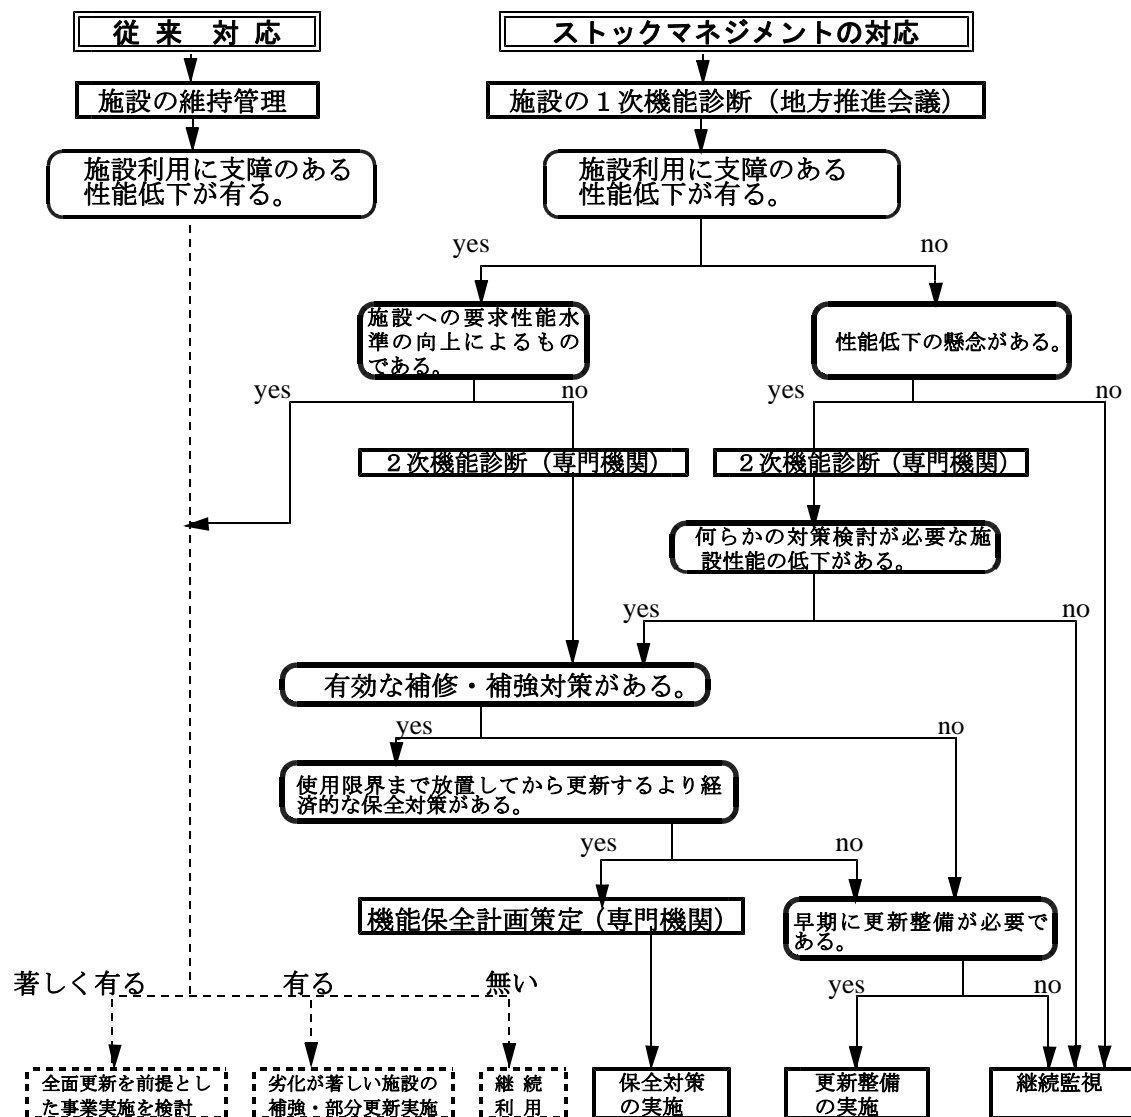 従 来 対 応
ストックマネジメントの対応
施設の維持管理
施設の１次機能診断（地方推進会議）
施設利用に支障のある
性能低下が有る。
施設利用に支障のある
性能低下が有る。
yes
no
施設への要求性能水
準の向上によるもの
である。
性能低下の懸念がある。
yes
no
yes
no
２次機能診断（専門機関）
２次機能診断（専門機関）
何らかの対策検討が必要な施
設性能の低下がある。
yes
no
有効な補修・補強対策がある。
yes
no
使用限界まで放置してから更新するより経
済的な保全対策がある。
yes
no
機能保全計画策定（専門機関）
早期に更新整備が必要で
ある。
著しく有る
有る
無い
yes
no
全面更新を前提とし
た事業実施を検討
劣化が著しい施設の
補強・部分更新実施
継 続
利 用
保全対策
の実施
更新整備
の実施
継続監視